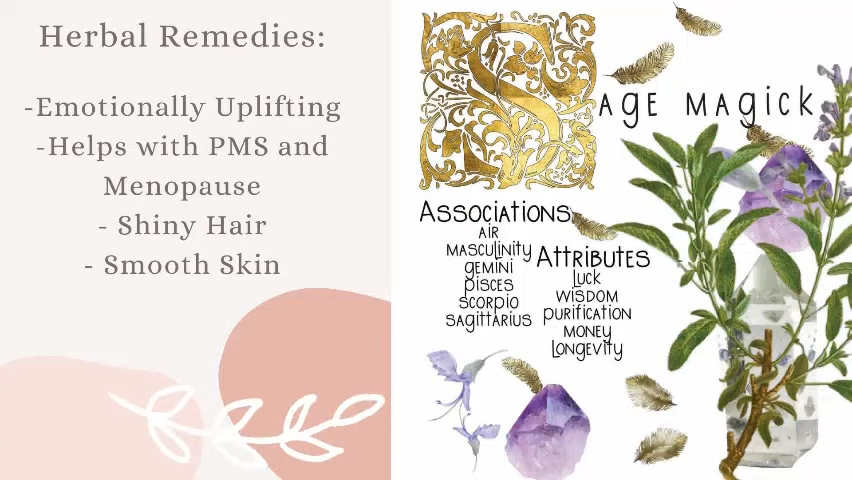 Herbal Remedies:
-Emotionally Uplifting
-Helps with PMS and
Menopause
- Shiny Hair
- Smooth Skin
SAGE MAGICK
ASSOCIATIONS
AIR
MASCULINITY
GEMINI
PISCES
SCORPIO
SAGITTARIUS
ATTRIBUTES
LUCK
WISDOM
PURIFICATION
MONEY
LONGEVITY